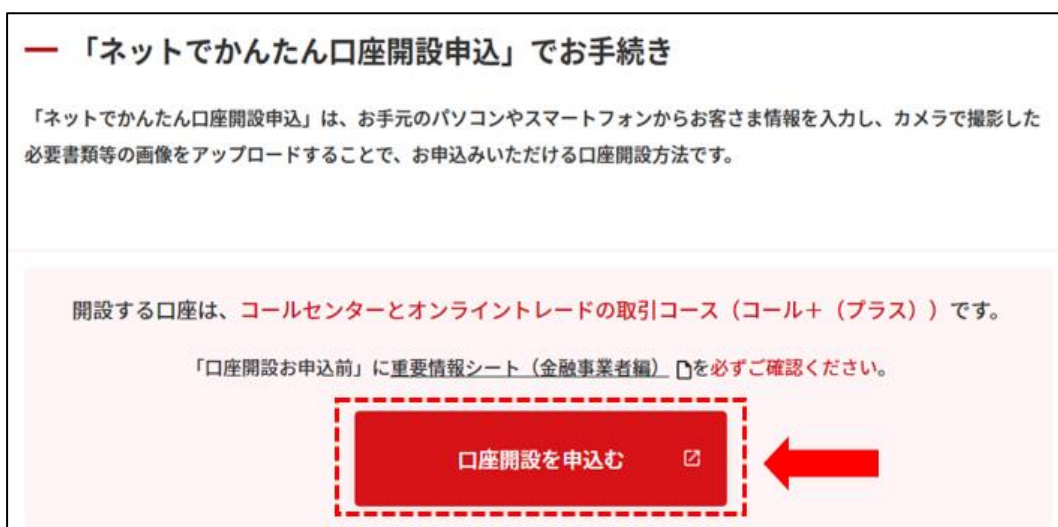 「ネットでかんたん口座開設申込」でお手続き
「ネットでかんたん口座開設申込」は、お手元のパソコンやスマートフォンからお客さま情報を入力し、カメラで撮影した
必要書類等の画像をアップロードすることで、お申込みいただける口座開設方法です。
開設する口座は、コールセンターとオンライントレードの取引コース（コール＋（プラス））です。
「口座開設お申込前」に重要情報シート（金融事業者編）を必ずご確認ください。
口座開設を申込む